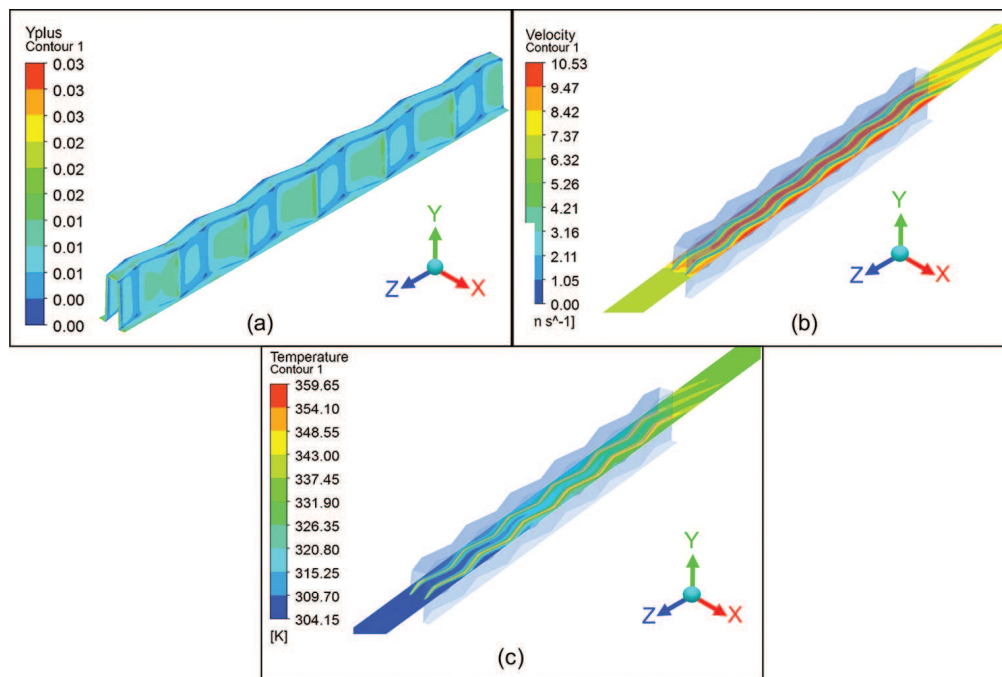 Yplus
Contour 1
0.03
0.03
0.03
0.02
0.02
0.02
0.01
0.01
0.01
0.00
0.00
Y
Z
X
(a)
Velocity
Contour 1
10.53
9.47
8.42
7.37
6.32
5.26
4.21
3.16
2.11
1.05
0.00
n s^-1]
Y
Z
X
(b)
Temperature
Contour 1
359.65
354.10
348.55
343.00
337.45
331.90
326.35
320.80
315.25
309.70
304.15
[K]
Y
Z
X
(c)